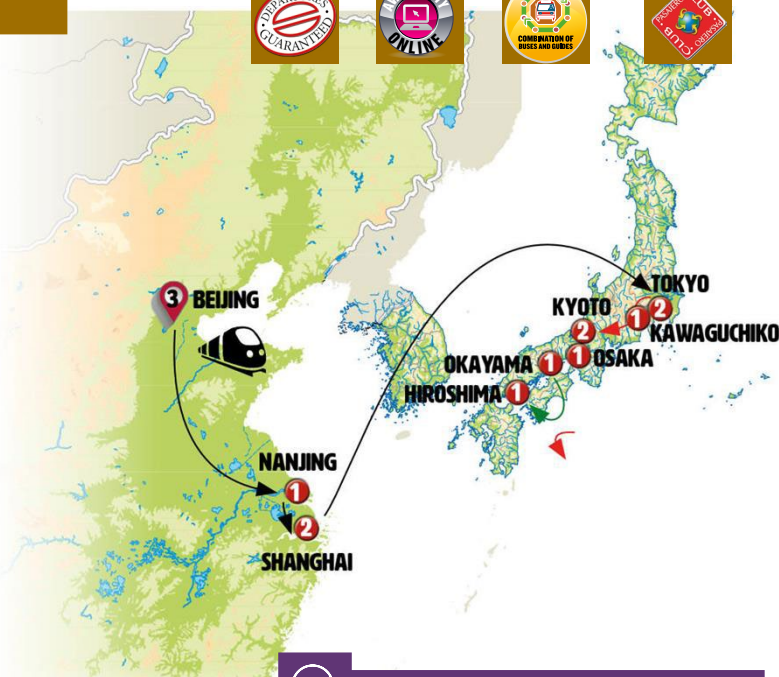 GUARANTEED
ONLINE
COMBINATION OF
BUSES AND GUIDES
CLUB
PASAJERO
3 BEIJING
TOKYO
2
KYOTO
2
1
KAWAGUCHIKO
OKAYAMA 1
1 OSAKA
HIROSHIMA 1
NANJING
1
2
SHANGHAI